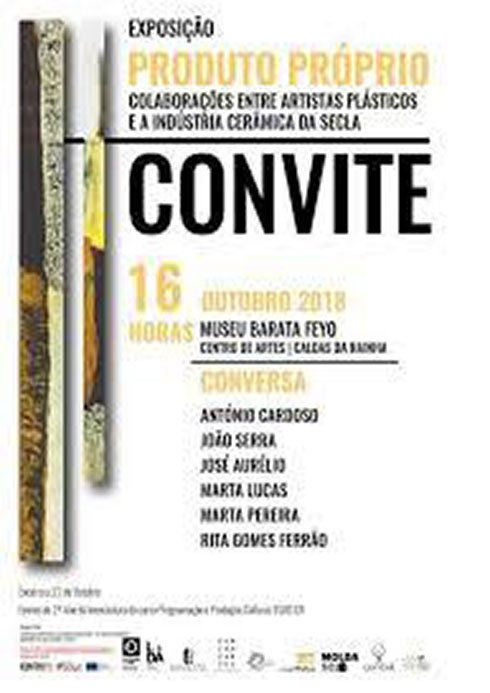 EXPOSIÇÃO
PRODUTO PRÓPRIO
COLABORAÇÕES ENTRE ARTISTAS PLÁSTICOS
E A INDÚSTRIA CERÂMICA DA SECLA
CONVITE
16 OUTUBRO 2018
HORAS MUSEU BARATA FEYO
CENTRO DE ARTES | CALDAS DA RAINHA
CONVERSA
ANTÓNIO CARDOSO
JOÃO SERRA
JOSÉ AURÉLIO
MARTA LUCAS
MARTA PEREIRA
RITA GOMES FERRÃO
MOLDA